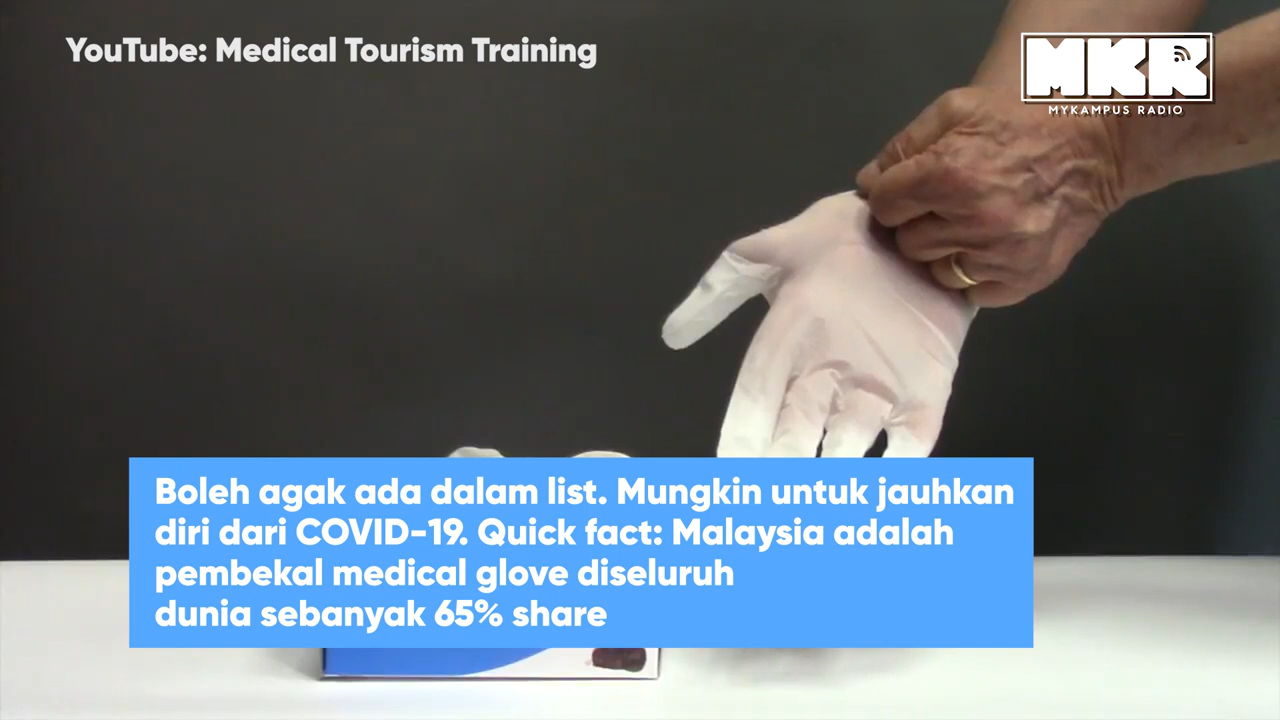 YouTube: Medical Tourism Training
MKR
MYKAMPUS RADIO
Boleh agak ada dalam list. Mungkin untuk jauhkan
diri dari COVID-19. Quick fact: Malaysia adalah
pembekal medical glove diseluruh
dunia sebanyak 65% share